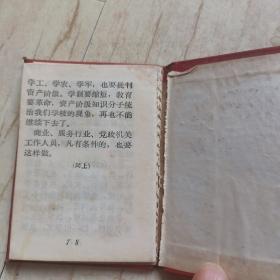 学工、学农、学军，也要批判
资产阶级。学制要缩短，教育
要革命，资产阶级知识分子统
治我们学校的现象，再也不能
继续下去了。
商业、服务行业、党政机关
工作人员，凡有条件的，也要
这样做。
（同上）
78